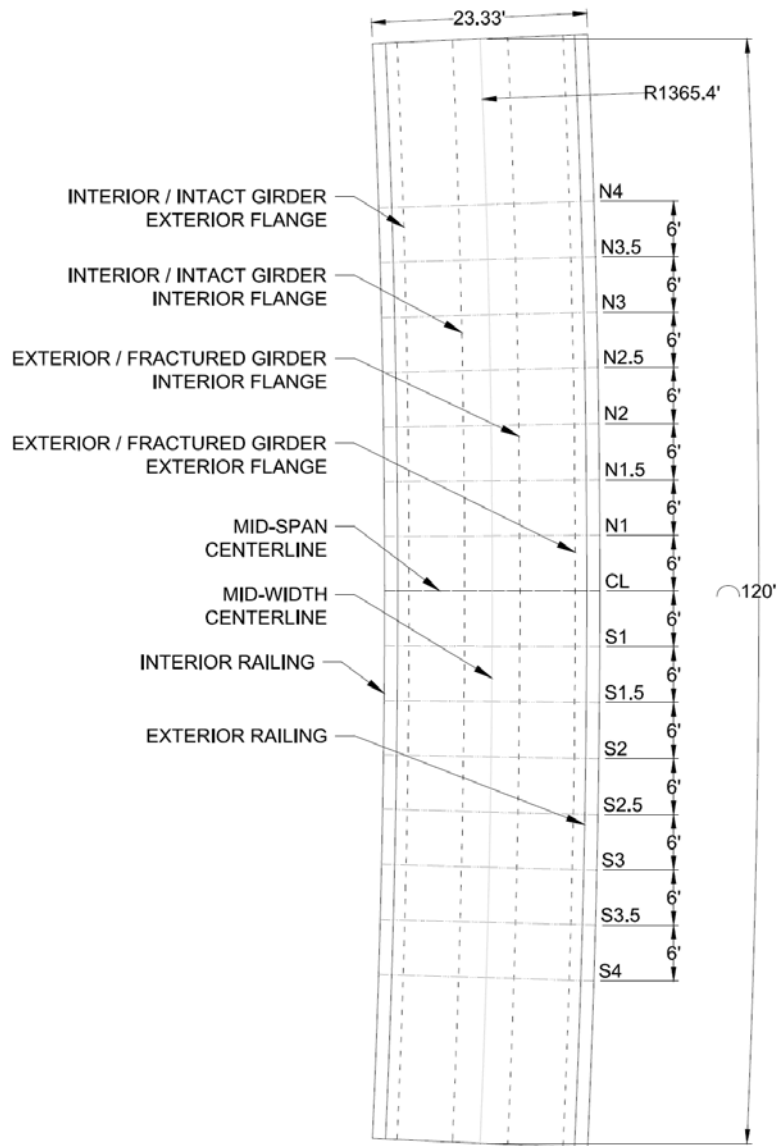 23.33'
R1365.4'
INTERIOR / INTACT GIRDER
EXTERIOR FLANGE
N4
6'
N3.5
INTERIOR / INTACT GIRDER
INTERIOR FLANGE
6'
N3
6'
EXTERIOR / FRACTURED GIRDER
INTERIOR FLANGE
N2.5
6'
N2
EXTERIOR / FRACTURED GIRDER
EXTERIOR FLANGE
6'
N1.5
6'
MID-SPAN
CENTERLINE
N1
6'
CL
120'
MID-WIDTH
CENTERLINE
6'
S1
INTERIOR RAILING
6'
S1.5
EXTERIOR RAILING
6'
S2
6'
S2.5
6'
S3
6'
S3.5
6'
S4